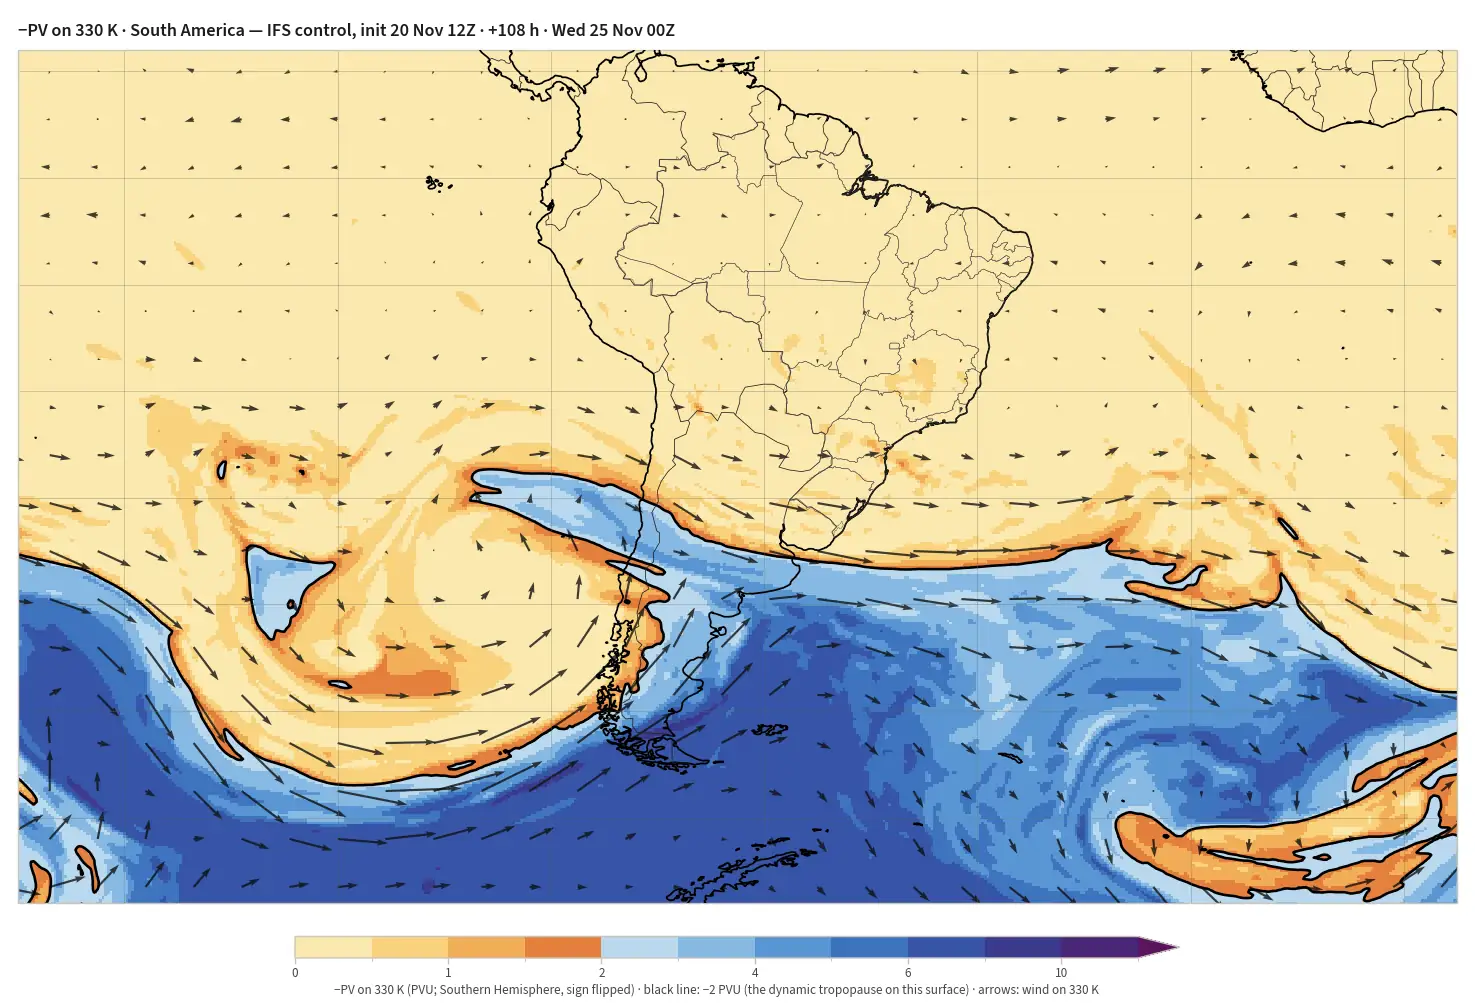 −PV on 330 K · South America — IFS control, init 20 Nov 12Z · +108 h · Wed 25 Nov 00Z
0 1 2 4 6 10
−PV on 330 K (PVU; Southern Hemisphere, sign flipped) · black line: −2 PVU (the dynamic tropopause on this surface) · arrows: wind on 330 K